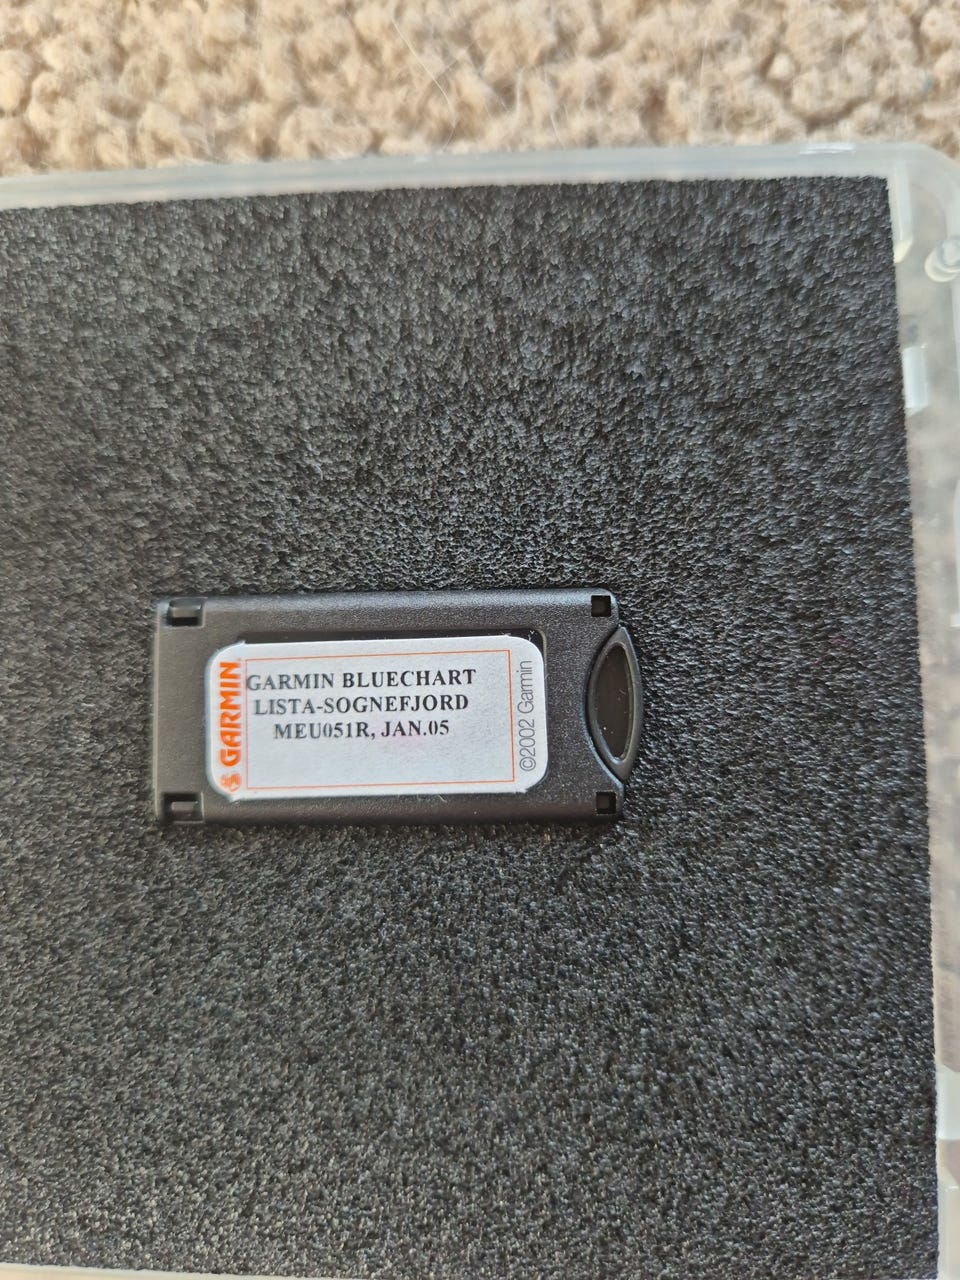 GARMIN
GARMIN BLUECHART
LISTA-SOGNEFJORD
MEU051R, JAN.05
©2002 Garmin